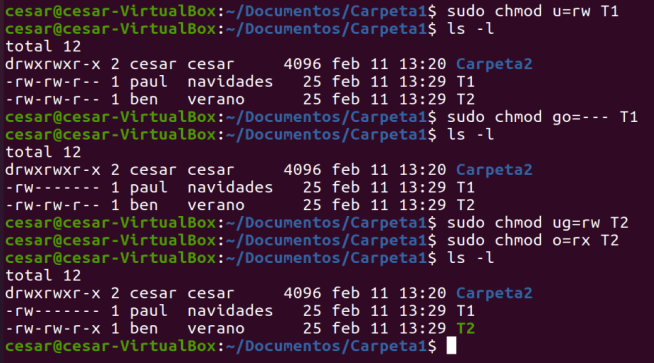 cesar@cesar-VirtualBox:~/Documentos/Carpeta1$ sudo chmod u=rw T1
cesar@cesar-VirtualBox:~/Documentos/Carpeta1$ ls -l
total 12
drwxrwxr-x 2 cesar cesar     4096 feb 11 13:20 Carpeta2
-rw-rw-r-- 1 paul  navidades   25 feb 11 13:29 T1
-rw-rw-r-- 1 ben   verano      25 feb 11 13:29 T2
cesar@cesar-VirtualBox:~/Documentos/Carpeta1$ sudo chmod go=--- T1
cesar@cesar-VirtualBox:~/Documentos/Carpeta1$ ls -l
total 12
drwxrwxr-x 2 cesar cesar     4096 feb 11 13:20 Carpeta2
-rw------- 1 paul  navidades   25 feb 11 13:29 T1
-rw-rw-r-- 1 ben   verano      25 feb 11 13:29 T2
cesar@cesar-VirtualBox:~/Documentos/Carpeta1$ sudo chmod ug=rw T2
cesar@cesar-VirtualBox:~/Documentos/Carpeta1$ sudo chmod o=rx T2
cesar@cesar-VirtualBox:~/Documentos/Carpeta1$ ls -l
total 12
drwxrwxr-x 2 cesar cesar     4096 feb 11 13:20 Carpeta2
-rw------- 1 paul  navidades   25 feb 11 13:29 T1
-rw-rw-r-x 1 ben   verano      25 feb 11 13:29 T2
cesar@cesar-VirtualBox:~/Documentos/Carpeta1$